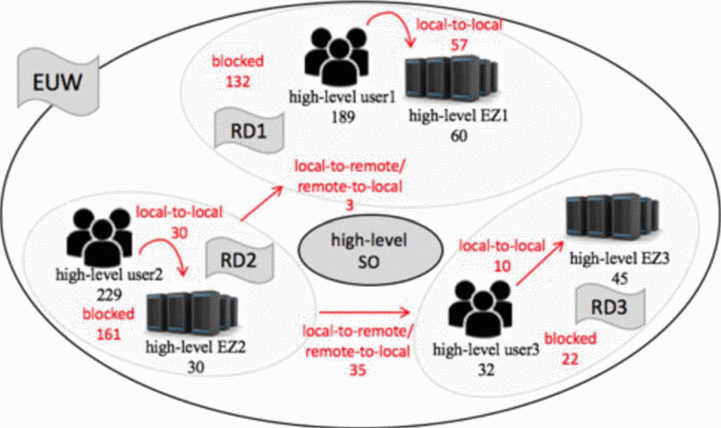 EUW
local-to-local
57
blocked
132
high-level user1
189
high-level EZ1
60
RD1
local-to-remote/
remote-to-local
3
local-to-local
30
RD2
high-level user2
229
blocked
161
high-level EZ2
30
high-level
SO
local-to-remote/
remote-to-local
35
local-to-local
10
high-level EZ3
45
RD3
high-level user3
32
blocked
22